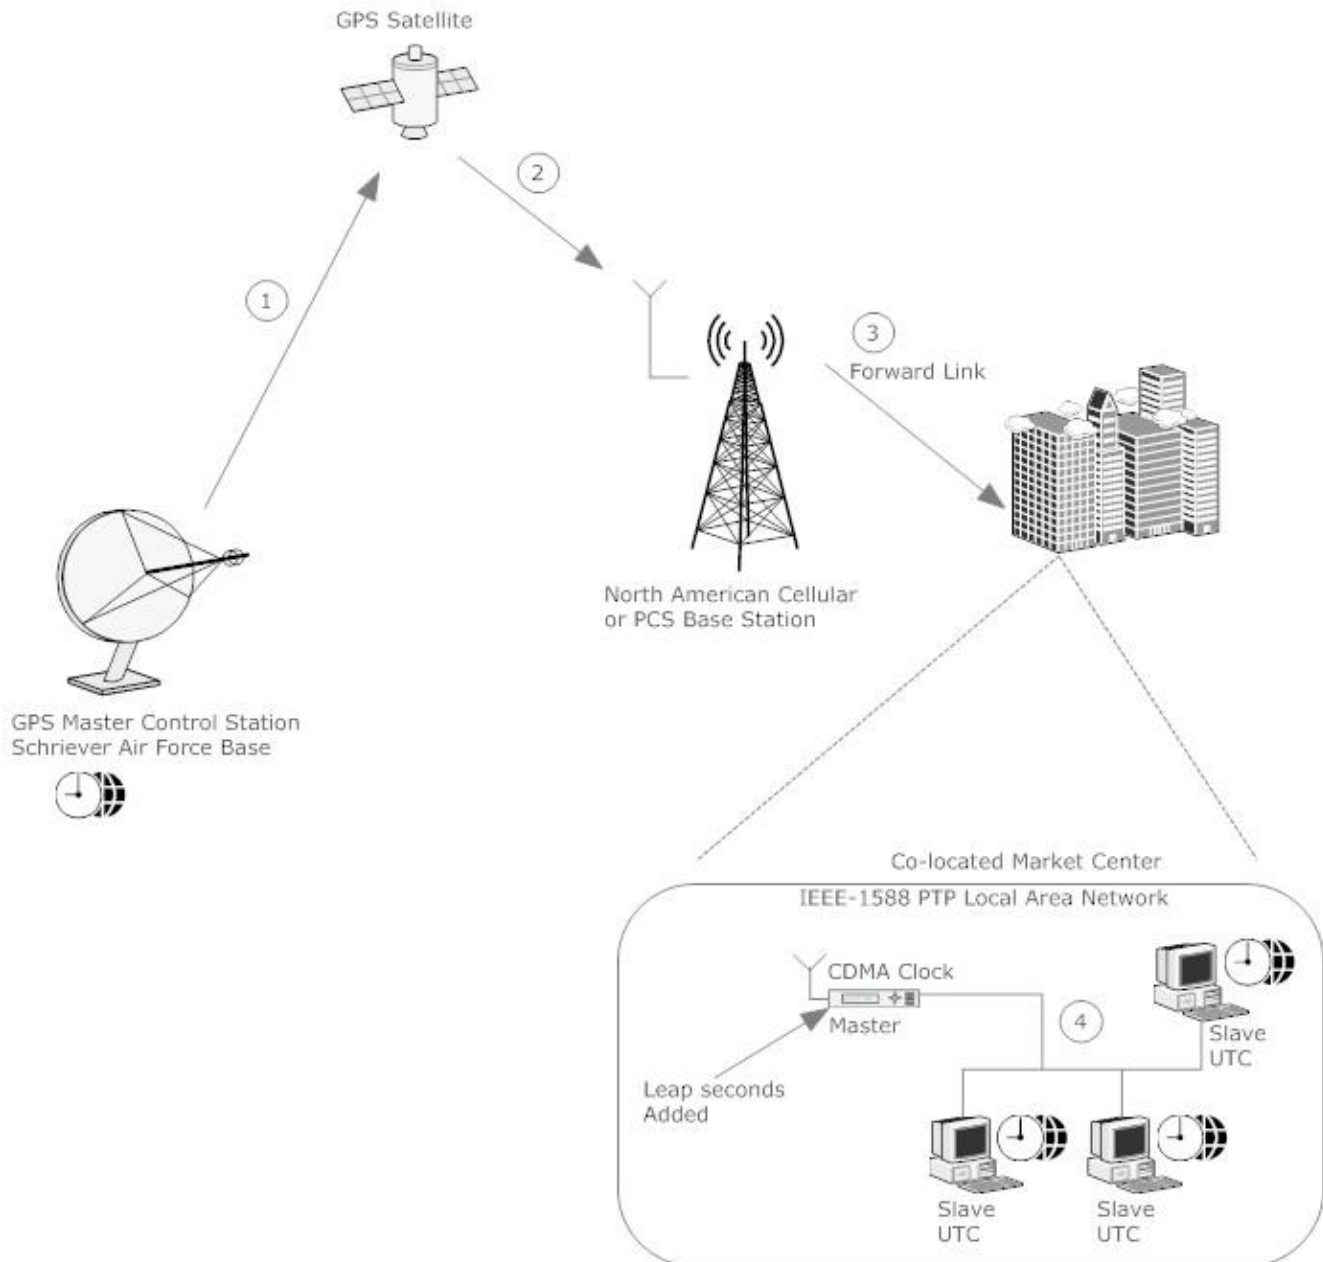 GPS Satellite
2
1
3
Forward Link
North American Cellular
or PCS Base Station
GPS Master Control Station
Schriever Air Force Base
Co-located Market Center
IEEE-1588 PTP Local Area Network
CDMA Clock
Master
4
Slave
UTC
Leap seconds
Added
Slave
UTC
Slave
UTC